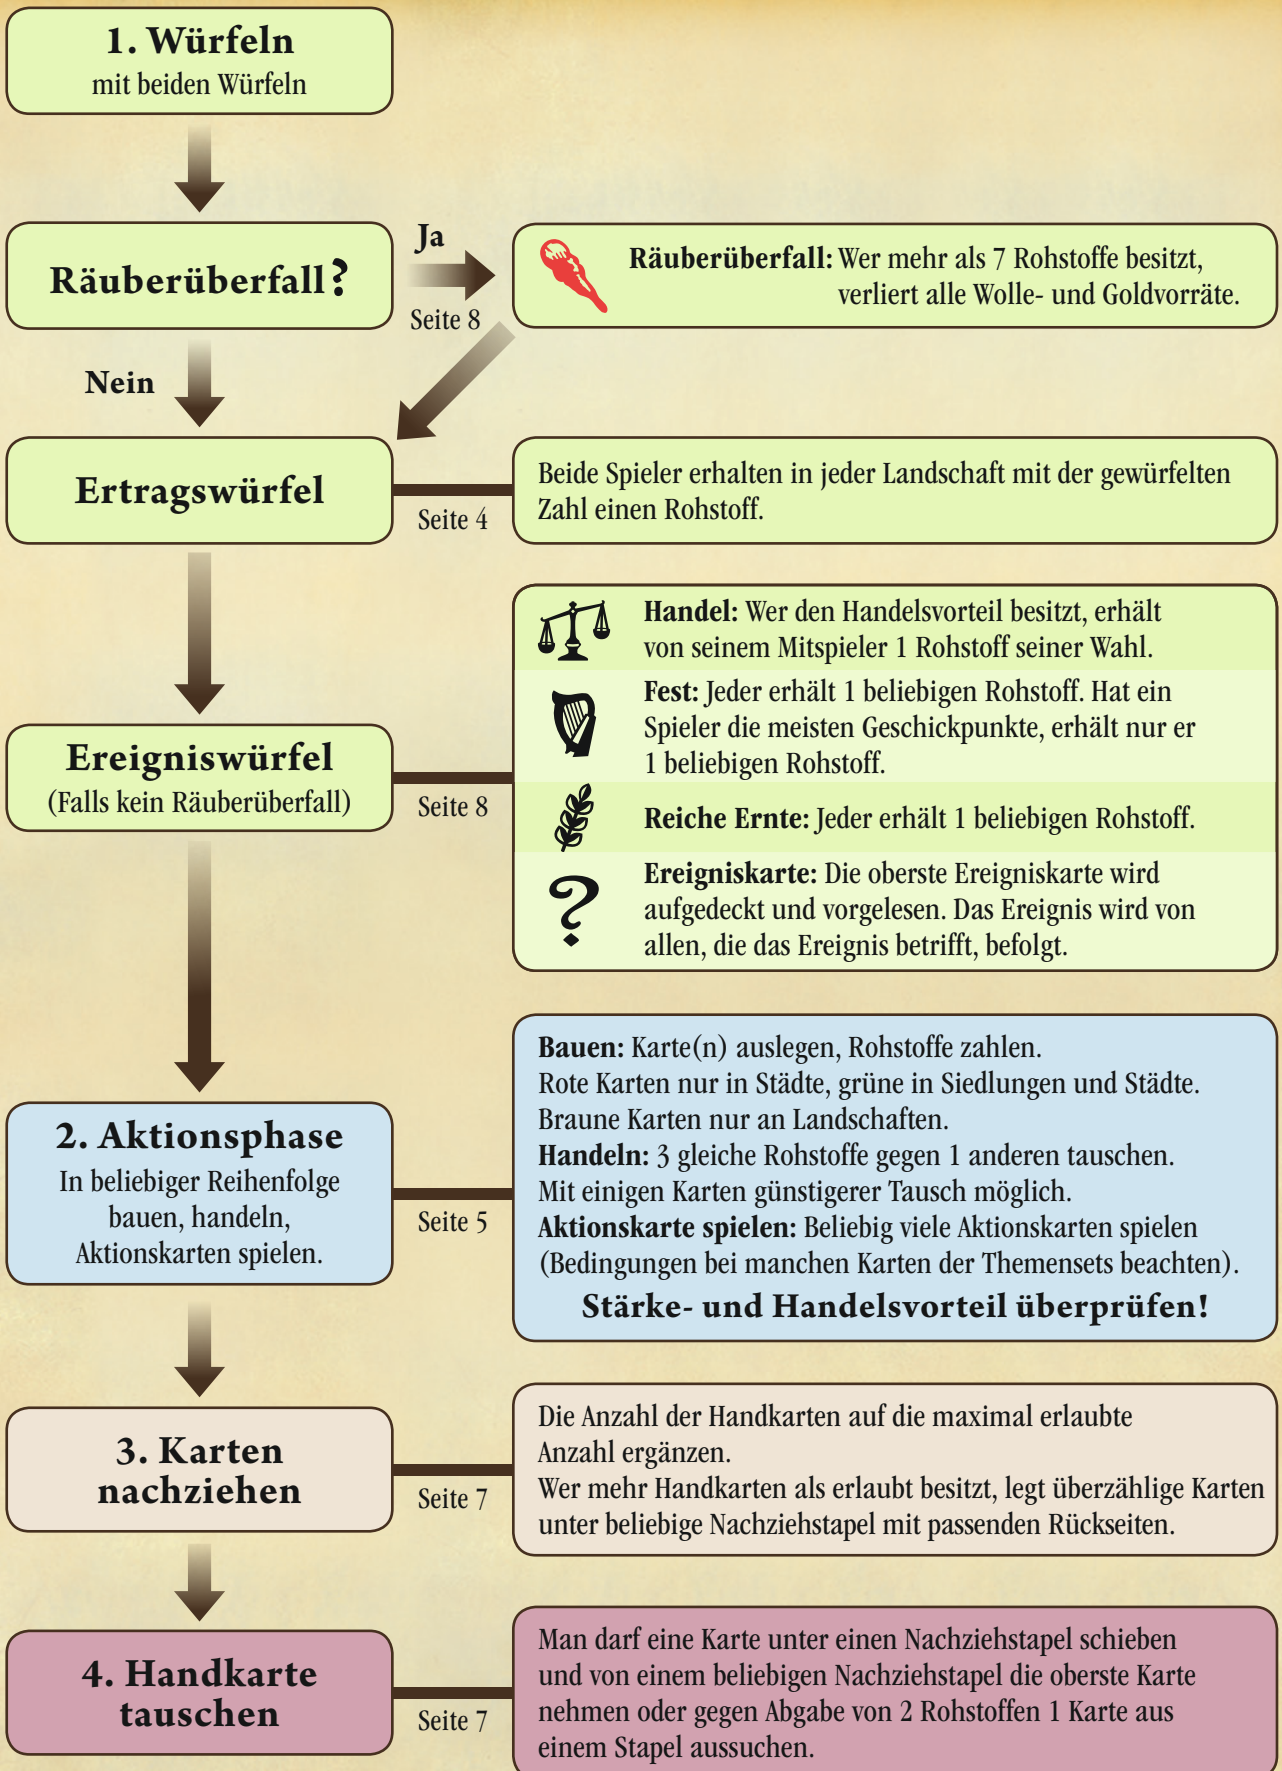 1. Würfeln
mit beiden Würfeln
Räuberüberfall?
Ja
Seite 8
Räuberüberfall: Wer mehr als 7 Rohstoffe besitzt,
verliert alle Wolle- und Goldvorräte.
Nein
Ertragswürfel
Seite 4
Beide Spieler erhalten in jeder Landschaft mit der gewürfelten
Zahl einen Rohstoff.
Ereigniswürfel
(Falls kein Räuberüberfall)
Seite 8
Handel: Wer den Handelsvorteil besitzt, erhält
von seinem Mitspieler 1 Rohstoff seiner Wahl.
Fest: Jeder erhält 1 beliebigen Rohstoff. Hat ein
Spieler die meisten Geschickpunkte, erhält nur er
1 beliebigen Rohstoff.
Reiche Ernte: Jeder erhält 1 beliebigen Rohstoff.
?
Ereigniskarte: Die oberste Ereigniskarte wird
aufgedeckt und vorgelesen. Das Ereignis wird von
allen, die das Ereignis betrifft, befolgt.
2. Aktionsphase
In beliebiger Reihenfolge
bauen, handeln,
Aktionskarten spielen.
Seite 5
Bauen: Karte(n) auslegen, Rohstoffe zahlen.
Rote Karten nur in Städte, grüne in Siedlungen und Städte.
Braune Karten nur an Landschaften.
Handeln: 3 gleiche Rohstoffe gegen 1 anderen tauschen.
Mit einigen Karten günstigerer Tausch möglich.
Aktionskarte spielen: Beliebig viele Aktionskarten spielen
(Bedingungen bei manchen Karten der Themensets beachten).
Stärke- und Handelsvorteil überprüfen!
3. Karten
nachziehen
Seite 7
Die Anzahl der Handkarten auf die maximal erlaubte
Anzahl ergänzen.
Wer mehr Handkarten als erlaubt besitzt, legt überzählige Karten
unter beliebige Nachziehstapel mit passenden Rückseiten.
4. Handkarte
tauschen
Seite 7
Man darf eine Karte unter einen Nachziehstapel schieben
und von einem beliebigen Nachziehstapel die oberste Karte
nehmen oder gegen Abgabe von 2 Rohstoffen 1 Karte aus
einem Stapel aussuchen.